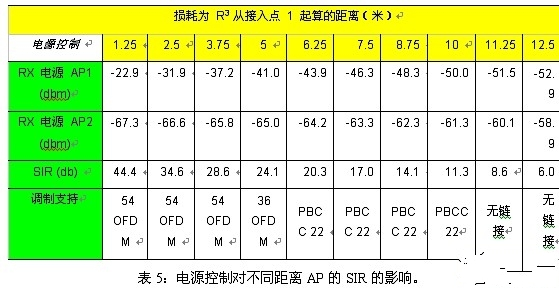 损耗为 R3 从接入点 1 起算的距离（米）
电源控制 1.25 2.5 3.75 5 6.25 7.5 8.75 10 11.25 12.5
RX 电源 AP1 (dbm) -22.9 -31.9 -37.2 -41.0 -43.9 -46.3 -48.3 -50.0 -51.5 -52.9
RX 电源 AP2 (dbm) -67.3 -66.6 -65.8 -65.0 -64.2 -63.3 -62.3 -61.3 -60.1 -58.9
SIR (db) 44.4 34.6 28.6 24.1 20.3 17.0 14.1 11.3 8.6 6.0
调制支持 54 OFDM 54 OFDM 54 OFDM 36 OFDM PBCC 22 PBCC 22 PBCC 22 PBCC 22 无链接 无链接
表 5：电源控制对不同距离 AP 的 SIR 的影响。